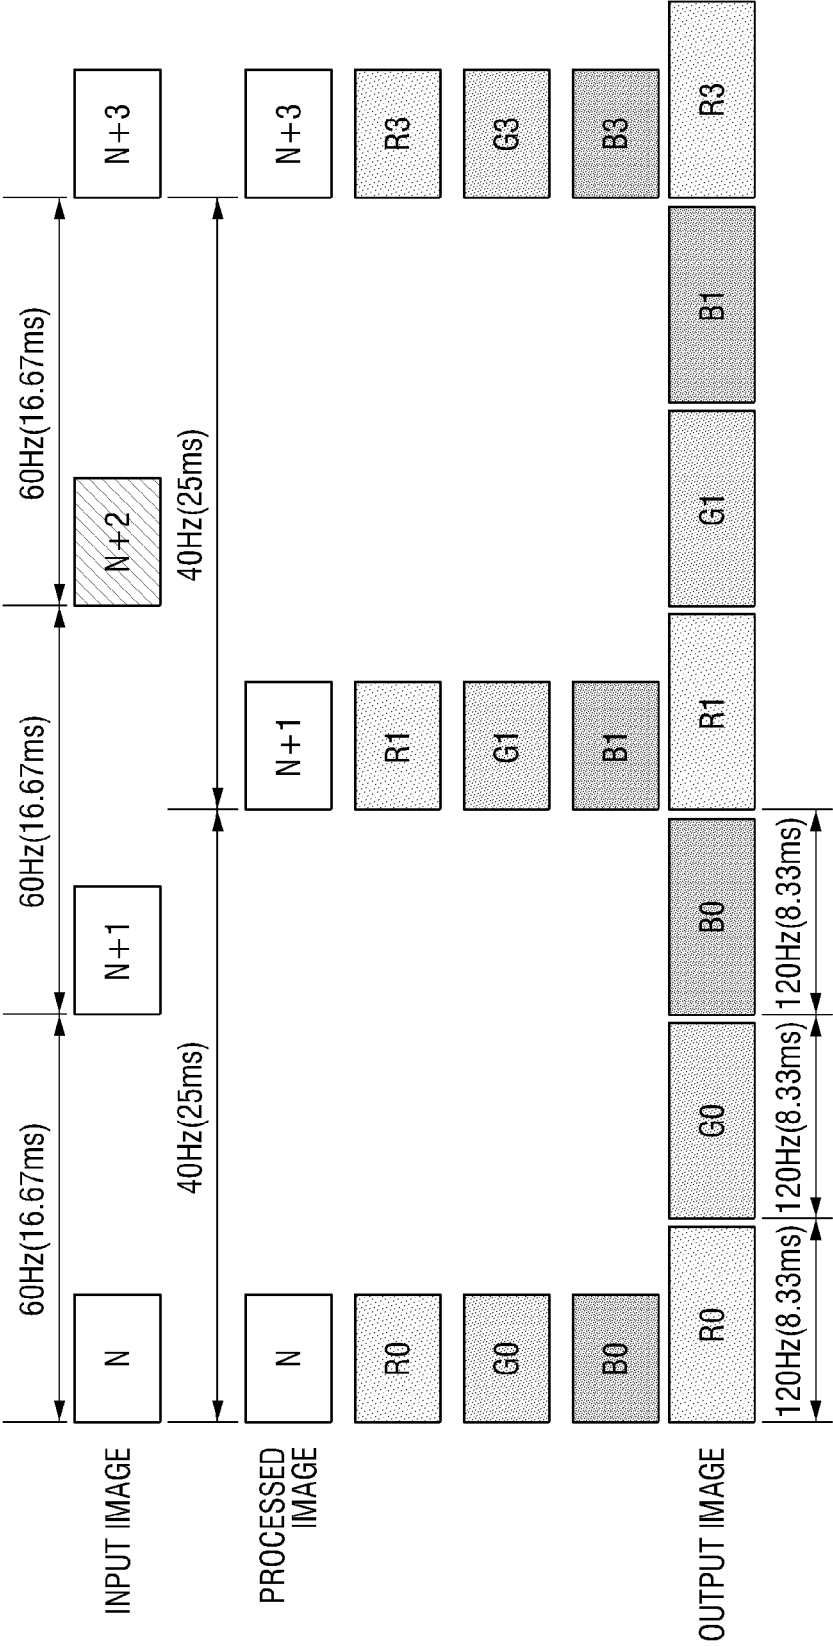 60Hz(16.67ms)
60Hz(16.67ms)
60Hz(16.67ms)
INPUT IMAGE
N
N+1
N+2
N+3
40Hz(25ms)
40Hz(25ms)
PROCESSED
IMAGE
N
N+1
N+3
R0
R1
R3
G0
G1
G3
B0
B1
B3
OUTPUT IMAGE
R0
G0
B0
R1
G1
B1
R3
120Hz(8.33ms)
120Hz(8.33ms)
120Hz(8.33ms)